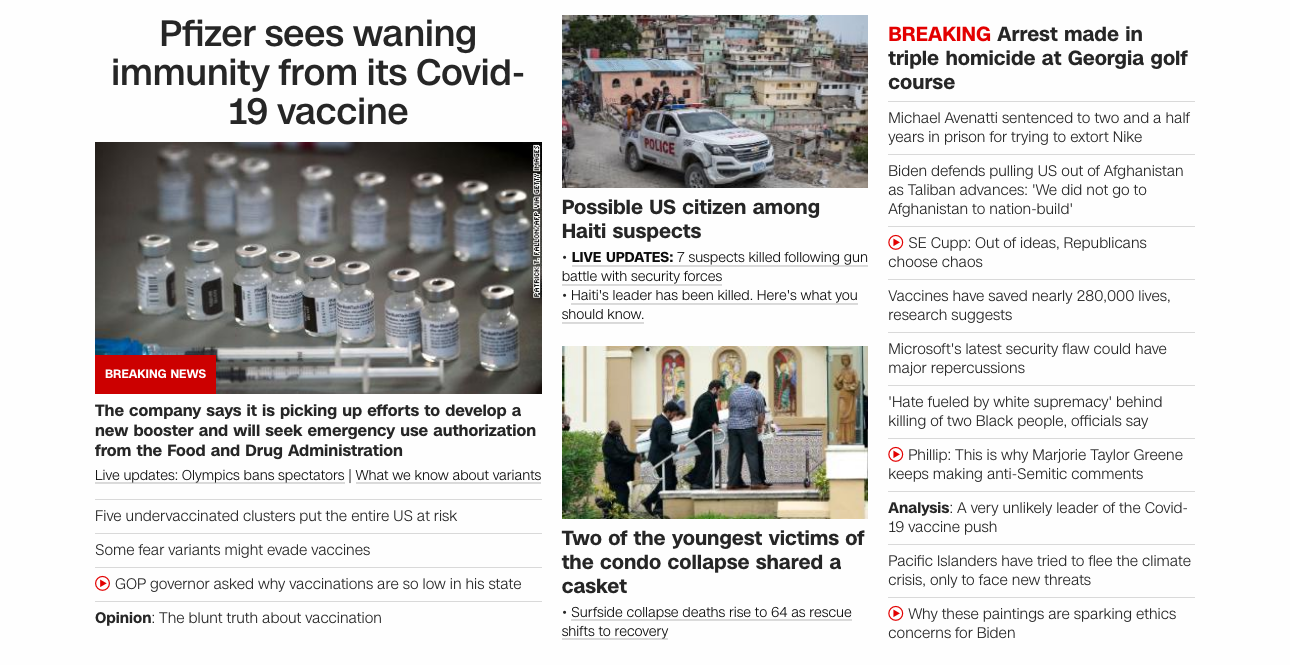 Pfizer sees waning
immunity from its Covid-
19 vaccine
PATRICK T. FALLON/AFP VIA GETTY IMAGES
BREAKING NEWS
The company says it is picking up efforts to develop a
new booster and will seek emergency use authorization
from the Food and Drug Administration
Live updates: Olympics bans spectators | What we know about variants
Five undervaccinated clusters put the entire US at risk
Some fear variants might evade vaccines
GOP governor asked why vaccinations are so low in his state
Opinion: The blunt truth about vaccination
POLICE
Possible US citizen among
Haiti suspects
• LIVE UPDATES: 7 suspects killed following gun
battle with security forces
• Haiti's leader has been killed. Here's what you
should know.
Two of the youngest victims of
the condo collapse shared a
casket
• Surfside collapse deaths rise to 64 as rescue
shifts to recovery
BREAKING Arrest made in
triple homicide at Georgia golf
course
Michael Avenatti sentenced to two and a half
years in prison for trying to extort Nike
Biden defends pulling US out of Afghanistan
as Taliban advances: 'We did not go to
Afghanistan to nation-build'
SE Cupp: Out of ideas, Republicans
choose chaos
Vaccines have saved nearly 280,000 lives,
research suggests
Microsoft's latest security flaw could have
major repercussions
'Hate fueled by white supremacy' behind
killing of two Black people, officials say
Phillip: This is why Marjorie Taylor Greene
keeps making anti-Semitic comments
Analysis: A very unlikely leader of the Covid-
19 vaccine push
Pacific Islanders have tried to flee the climate
crisis, only to face new threats
Why these paintings are sparking ethics
concerns for Biden